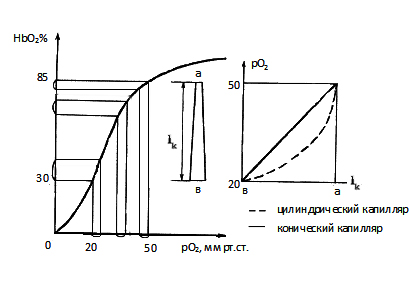 HbO₂%
85
30
0
20
50
pO₂, мм рт.ст.
а
lк
в
pO₂
50
20
в
а
lк
цилиндрический капилляр
конический капилляр